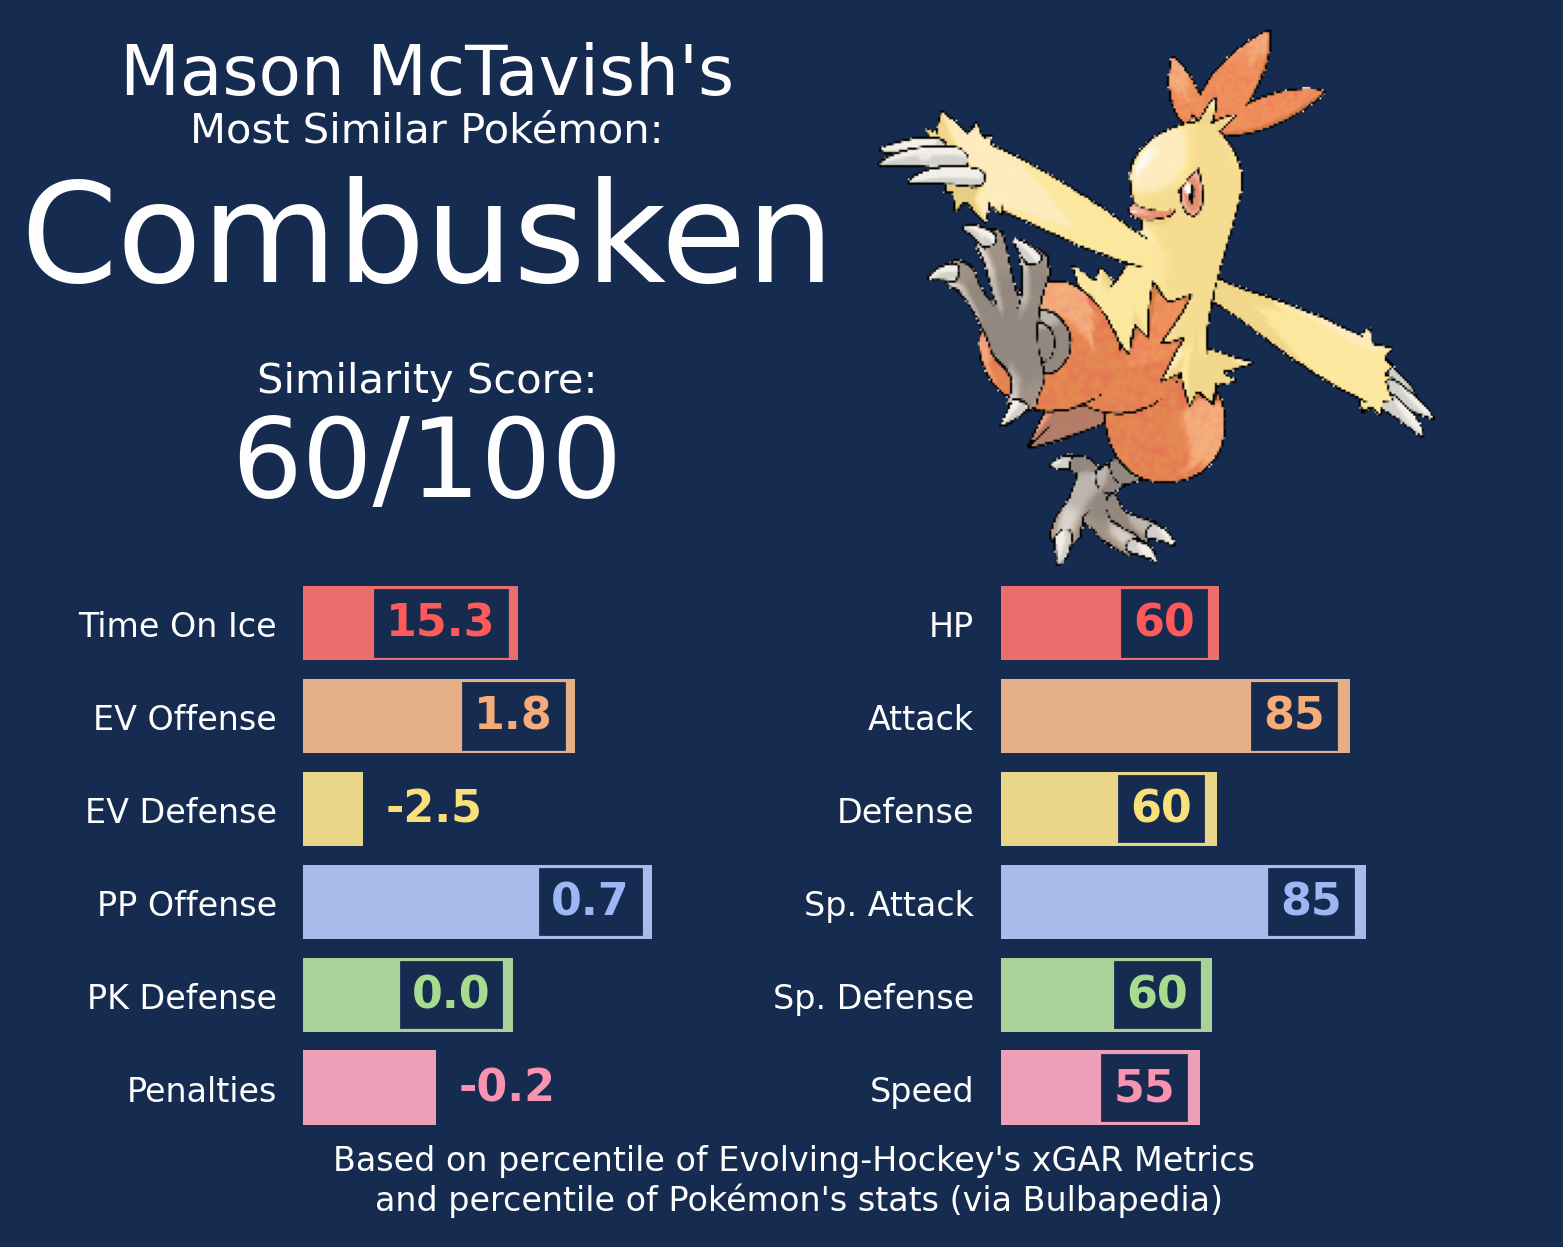 Mason McTavish's
Most Similar Pokémon:
Combusken
Similarity Score:
60/100
Time On Ice 15.3
EV Offense 1.8
EV Defense -2.5
PP Offense 0.7
PK Defense 0.0
Penalties -0.2
HP 60
Attack 85
Defense 60
Sp. Attack 85
Sp. Defense 60
Speed 55
Based on percentile of Evolving-Hockey's xGAR Metrics
and percentile of Pokémon's stats (via Bulbapedia)